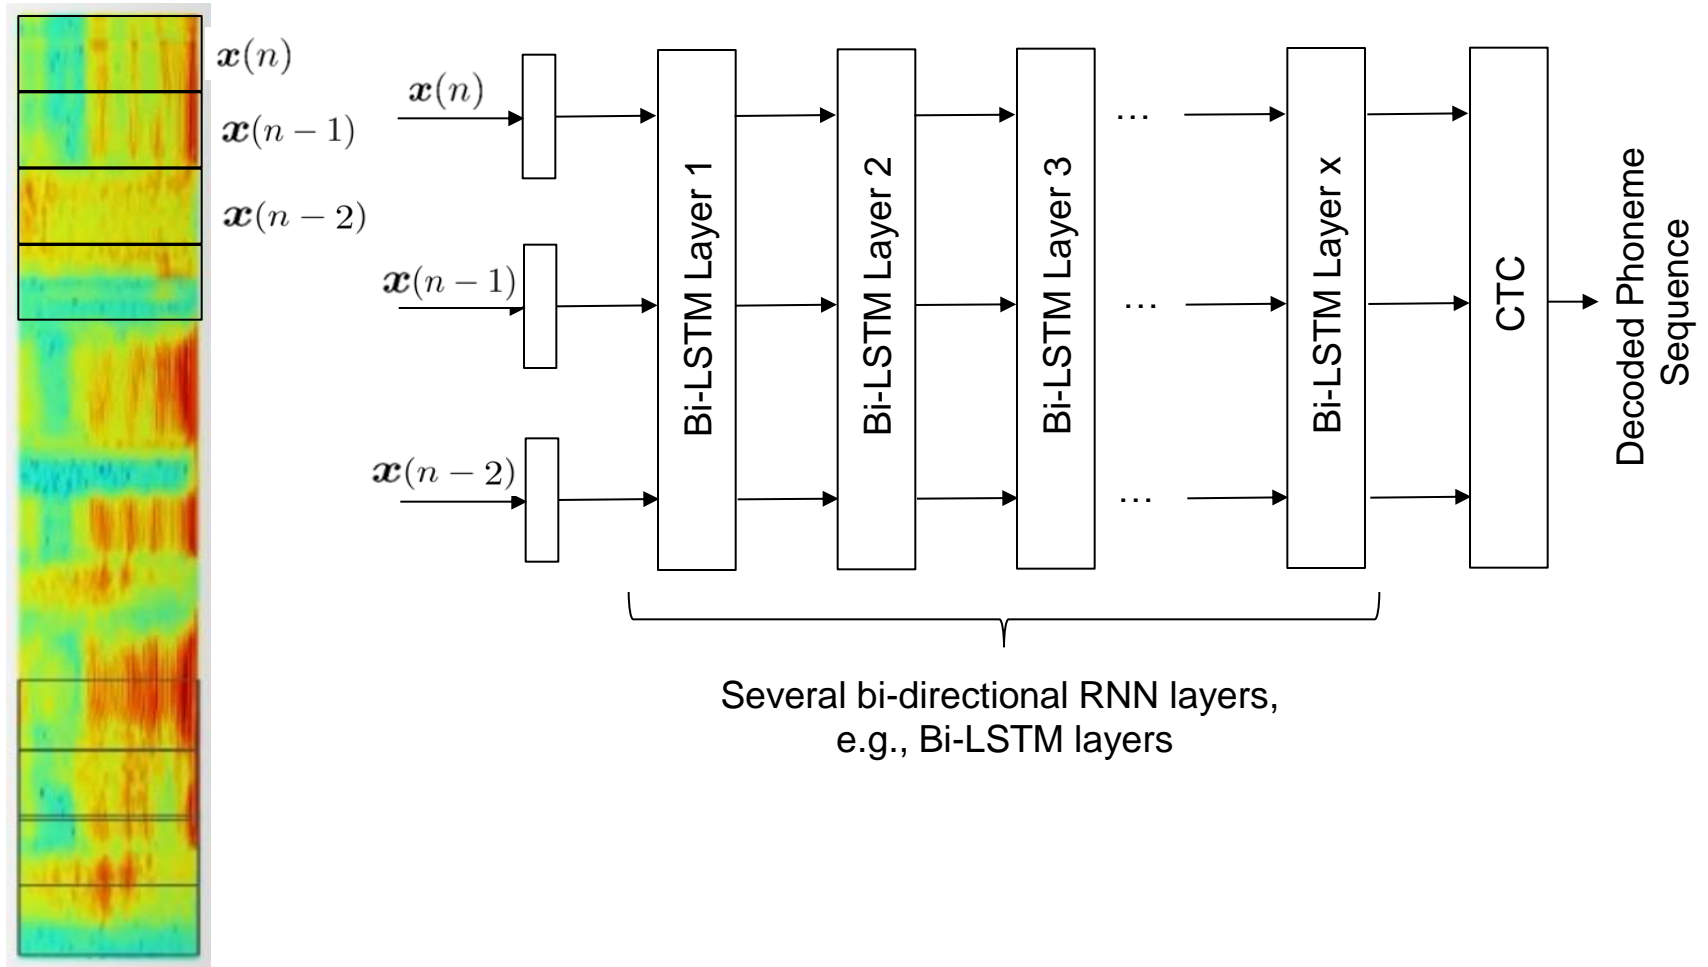 x(n)
x(n − 1)
x(n − 2)
x(n)
x(n − 1)
x(n − 2)
Bi-LSTM Layer 1
Bi-LSTM Layer 2
Bi-LSTM Layer 3
...
...
...
Bi-LSTM Layer x
CTC
Decoded Phoneme
Sequence
Several bi-directional RNN layers,
e.g., Bi-LSTM layers